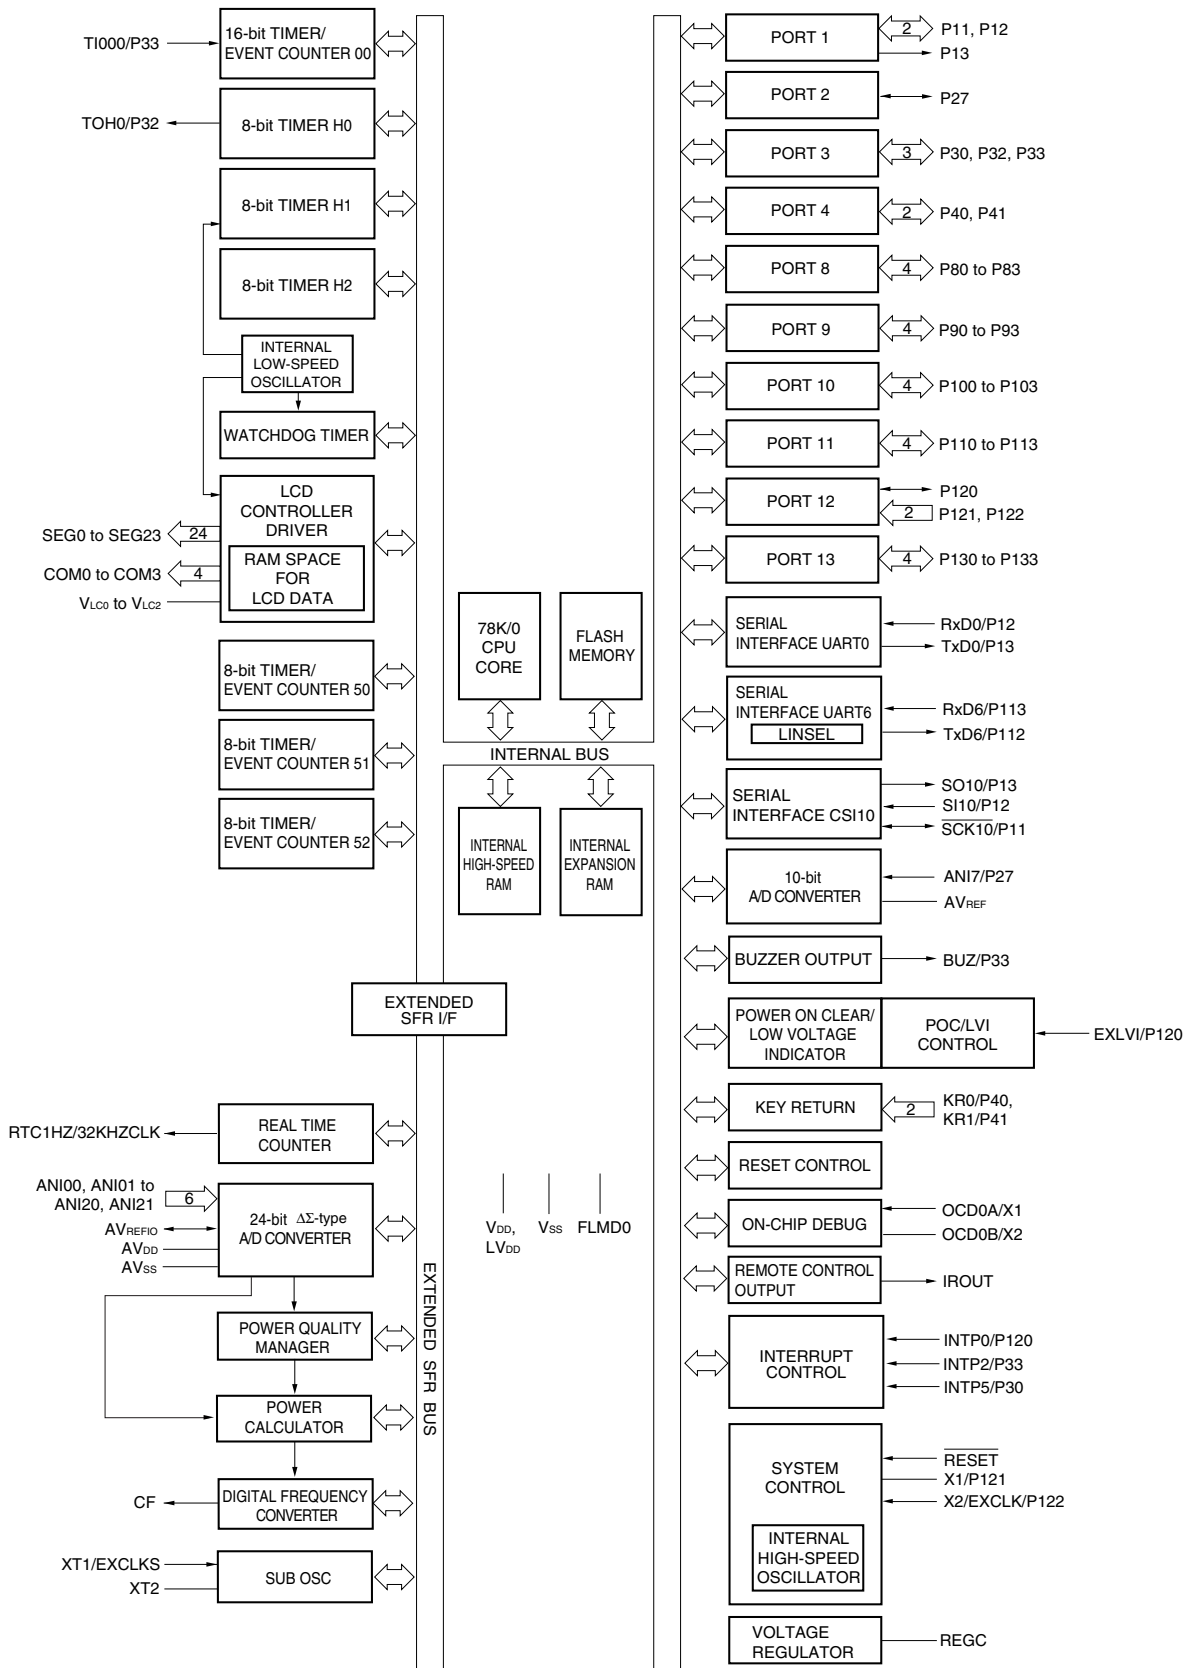 TI000/P33
16-bit TIMER/
EVENT COUNTER 00
TOH0/P32
8-bit TIMER H0
8-bit TIMER H1
8-bit TIMER H2
INTERNAL
LOW-SPEED
OSCILLATOR
WATCHDOG TIMER
LCD
CONTROLLER
DRIVER
RAM SPACE
FOR
LCD DATA
SEG0 to SEG23
24
COM0 to COM3
4
VLC0 to VLC2
8-bit TIMER/
EVENT COUNTER 50
8-bit TIMER/
EVENT COUNTER 51
8-bit TIMER/
EVENT COUNTER 52
78K/0
CPU
CORE
FLASH
MEMORY
INTERNAL BUS
INTERNAL
HIGH-SPEED
RAM
INTERNAL
EXPANSION
RAM
EXTENDED
SFR I/F
RTC1HZ/32KHZCLK
REAL TIME
COUNTER
ANI00, ANI01 to
ANI20, ANI21
6
AVREFIO
AVDD
AVSS
24-bit ΔΣ-type
A/D CONVERTER
POWER QUALITY
MANAGER
POWER
CALCULATOR
CF
DIGITAL FREQUENCY
CONVERTER
XT1/EXCLKS
XT2
SUB OSC
EXTENDED SFR BUS
VDD,
LVDD
VSS
FLMD0
PORT 1
2
P11, P12
P13
PORT 2
P27
PORT 3
3
P30, P32, P33
PORT 4
2
P40, P41
PORT 8
4
P80 to P83
PORT 9
4
P90 to P93
PORT 10
4
P100 to P103
PORT 11
4
P110 to P113
PORT 12
P120
2
P121, P122
PORT 13
4
P130 to P133
SERIAL
INTERFACE UART0
RxD0/P12
TxD0/P13
SERIAL
INTERFACE UART6
LINSEL
RxD6/P113
TxD6/P112
SERIAL
INTERFACE CSI10
SO10/P13
SI10/P12
SCK10/P11
10-bit
A/D CONVERTER
ANI7/P27
AVREF
BUZZER OUTPUT
BUZ/P33
POWER ON CLEAR/
LOW VOLTAGE
INDICATOR
POC/LVI
CONTROL
EXLVI/P120
KEY RETURN
2
KR0/P40,
KR1/P41
RESET CONTROL
ON-CHIP DEBUG
OCD0A/X1
OCD0B/X2
REMOTE CONTROL
OUTPUT
IROUT
INTERRUPT
CONTROL
INTP0/P120
INTP2/P33
INTP5/P30
SYSTEM
CONTROL
INTERNAL
HIGH-SPEED
OSCILLATOR
RESET
X1/P121
X2/EXCLK/P122
VOLTAGE
REGULATOR
REGC